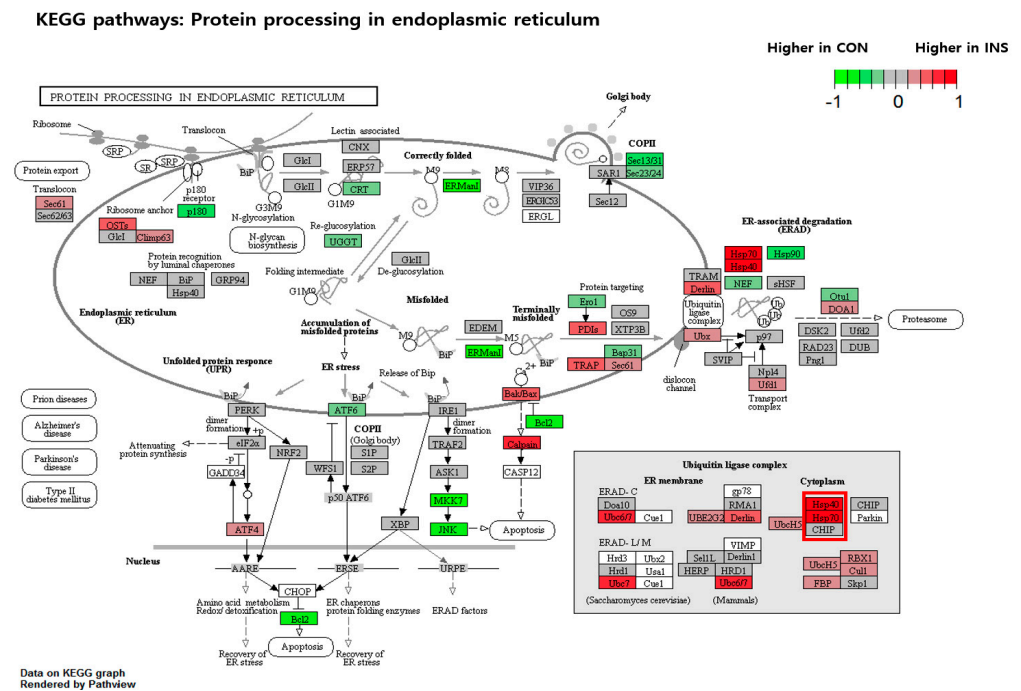 KEGG pathways: Protein processing in endoplasmic reticulum
Higher in CON
Higher in INS
-1
0
1
PROTEIN PROCESSING IN ENDOPLASMIC RETICULUM
Golgi body
Ribosome
Translocon
Lectin associated
SRP
SR
SRP
Protein export
BiP
GlcI
GlcII
G3M9
N-glycosylation
N-glycan
biosynthesis
CNX
ERP57
CRT
G1M9
Correctly folded
M9
ERManI
M8
VIP36
ERGIC53
ERGL
COPII
Sec13/31
SAR1
Sec23/24
Sec12
Translocon
Sec61
Sec62/63
p180
receptor
p180
Ribosome anchor
OSTs
GlcI
Climp63
Re-glucosylation
UGGT
GlcII
De-glucosylation
Protein recognition
by luminal chaperones
NEF
BiP
GRP94
Hsp40
Folding intermediate
G1M9
Endoplasmic reticulum
(ER)
Misfolded
Accumulation of
misfolded proteins
M9
BiP
EDEM
ERManI
Terminally
misfolded
M5
BiP
Protein targeting
Ero1
OS9
PDIs
XTP3B
Bap31
TRAP
Sec61
ER-associated degradation
(ERAD)
Hsp70
Hsp90
Hsp40
TRAM
Derlin
NEF
sHSF
Ubiquitin
ligase
complex
Ub
Ub
Ub
Ubx
p97
Otu1
DOA1
Proteasome
DSK2
Ufd2
RAD23
DUB
Png1
SVIP
Npl4
Ufd1
Transport
complex
dislocon
channel
Unfolded protein responce
(UPR)
ER stress
Release of Bip
BiP
BiP
BiP
PERK
ATF6
IRE1
Ca
2+
Bak/Bax
Bcl2
Calpain
CASP12
Apoptosis
Prion diseases
Alzheimer's
disease
Parkinson's
disease
Type II
diabetes mellitus
dimer
formation
+p
eIF2α
Attenuating
protein synthesis
-p
GADD34
NRF2
ATF4
COPII
(Golgi body)
S1P
S2P
WFS1
p50 ATF6
dimer
formation
TRAF2
ASK1
MKK7
JNK
XBP
Nucleus
AARE
ERSE
URPE
CHOP
Amino acid metabolism
Redox/ detoxification
ER chaperons
protein folding enzymes
ERAD factors
Bcl2
Apoptosis
Recovery of
ER stress
Recovery of
ER stress
Ubiquitin ligase complex
ER membrane
Cytoplasm
ERAD- C
Doa10
Ubc6/7
Cue1
gp78
RMA1
UBE2G2
Derlin
Hsp40
Hsp70
UbcH5
CHIP
CHIP
Parkin
ERAD- L/ M
Hrd3
Ubx2
Hrd1
Usa1
Ubc7
Cue1
VIMP
Sel1L
Derlin1
HERP
HRD1
Ubc6/7
UbcH5
RBX1
Cul1
FBP
Skp1
(Saccharomyces cerevisiae)
(Mammals)
Data on KEGG graph
Rendered by Pathview